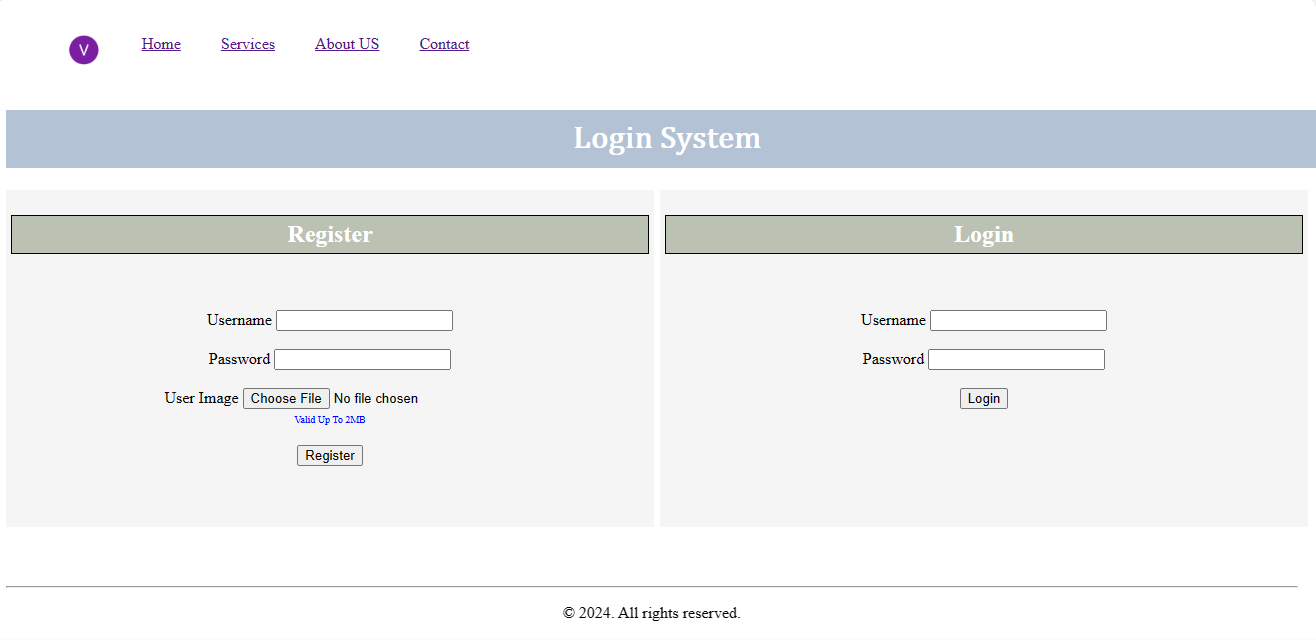 V Home Services About US Contact
Login System
Register
Username
Password
User Image Choose File No file chosen
Valid Up To 2MB
Register
Login
Username
Password
Login
© 2024. All rights reserved.